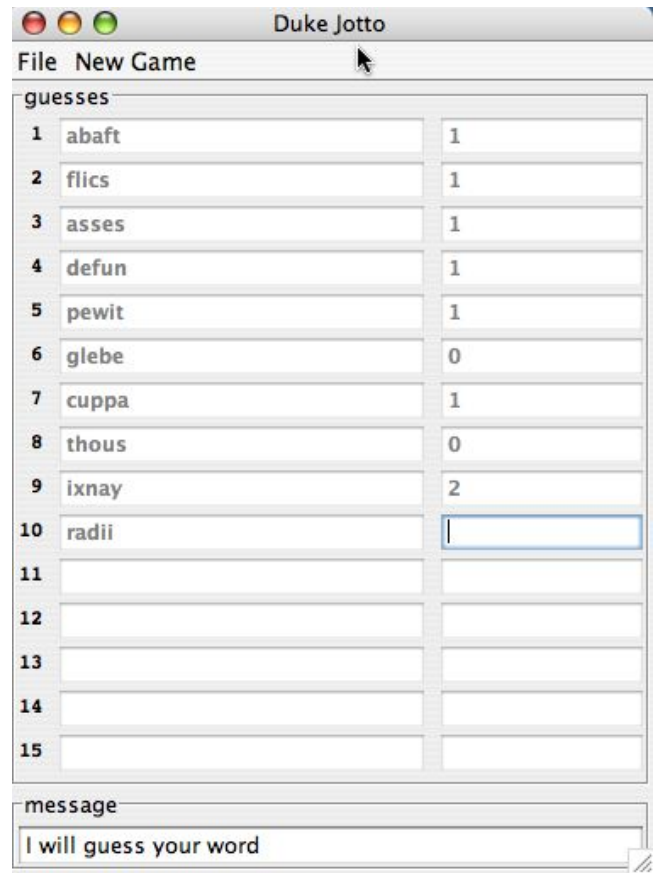 Duke Jotto
File New Game
guesses
1 abaft 1
2 flics 1
3 asses 1
4 defun 1
5 pewit 1
6 glebe 0
7 cuppa 1
8 thous 0
9 ixnay 2
10 radii
11
12
13
14
15
message
I will guess your word